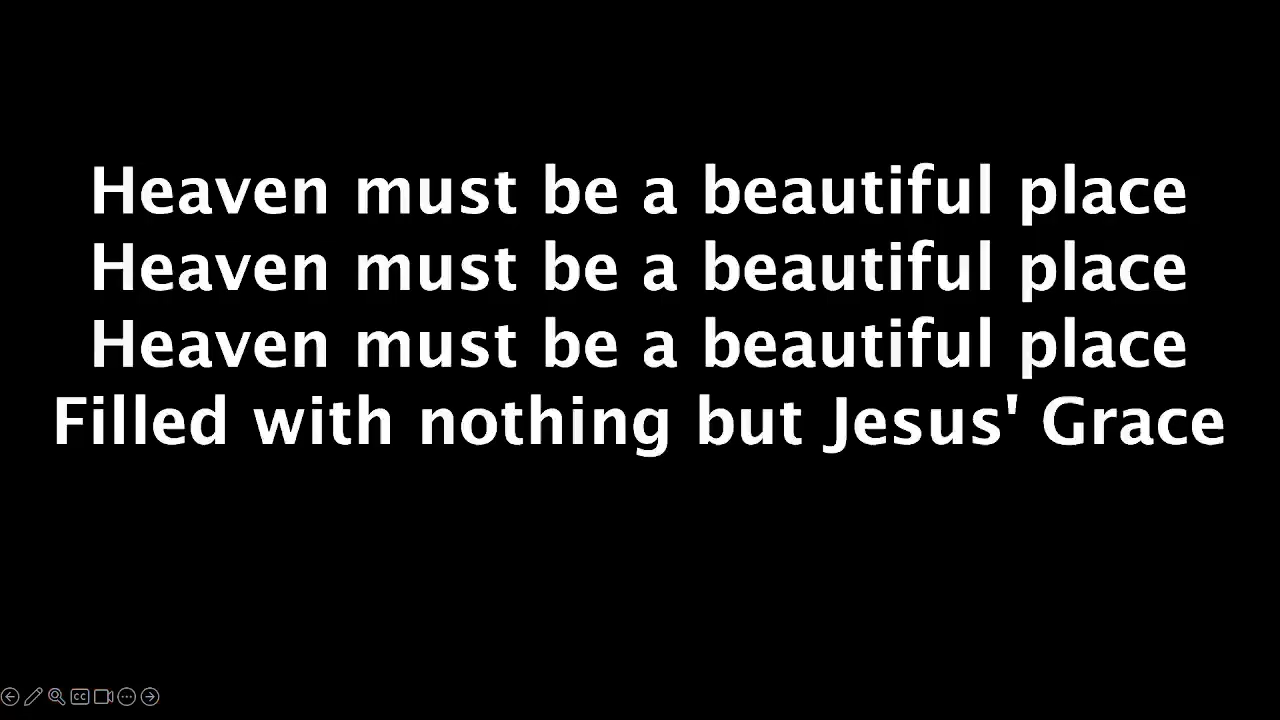 Heaven must be a beautiful place
Heaven must be a beautiful place
Heaven must be a beautiful place
Filled with nothing but Jesus' Grace
CC